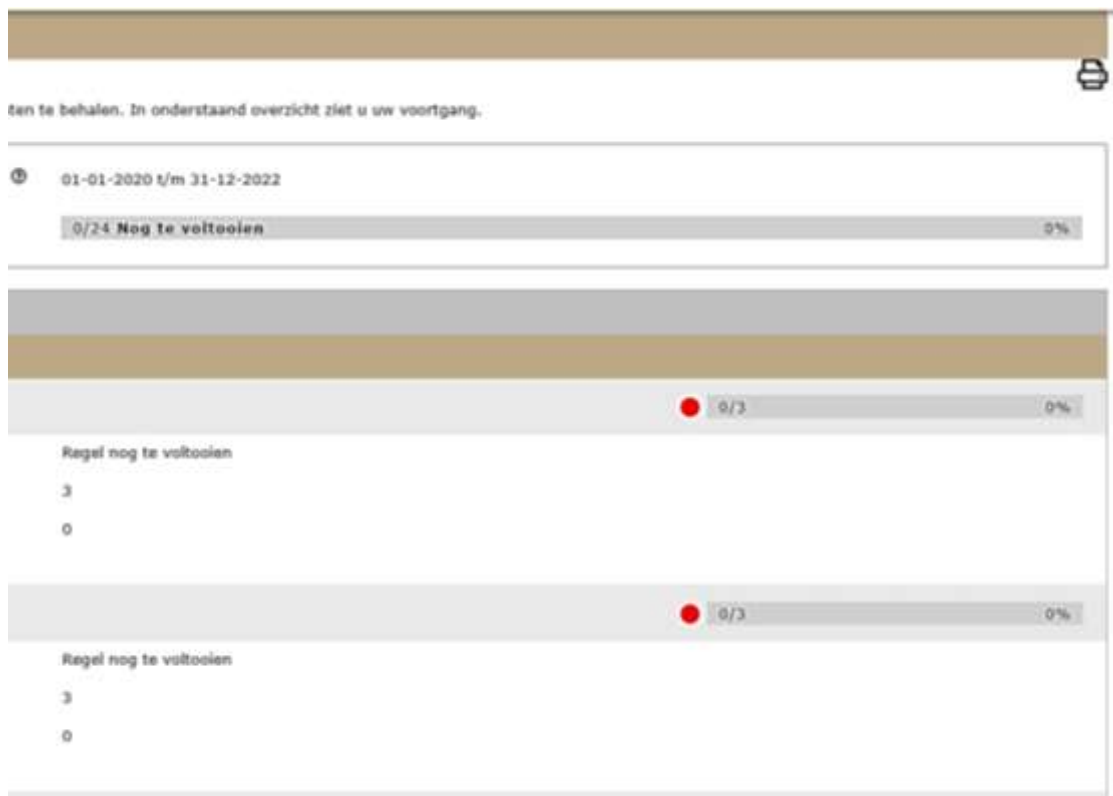 ten te behalen. In onderstaand overzicht ziet u uw voortgang.
01-01-2020 t/m 31-12-2022
0/24 Nog te voltooien 0%
0/3 0%
Regel nog te voltooien
3
0
0/3 0%
Regel nog te voltooien
3
0